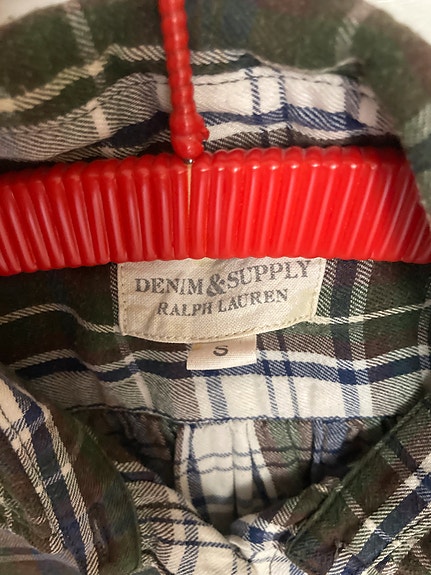 DENIM & SUPPLY
RALPH LAUREN
S